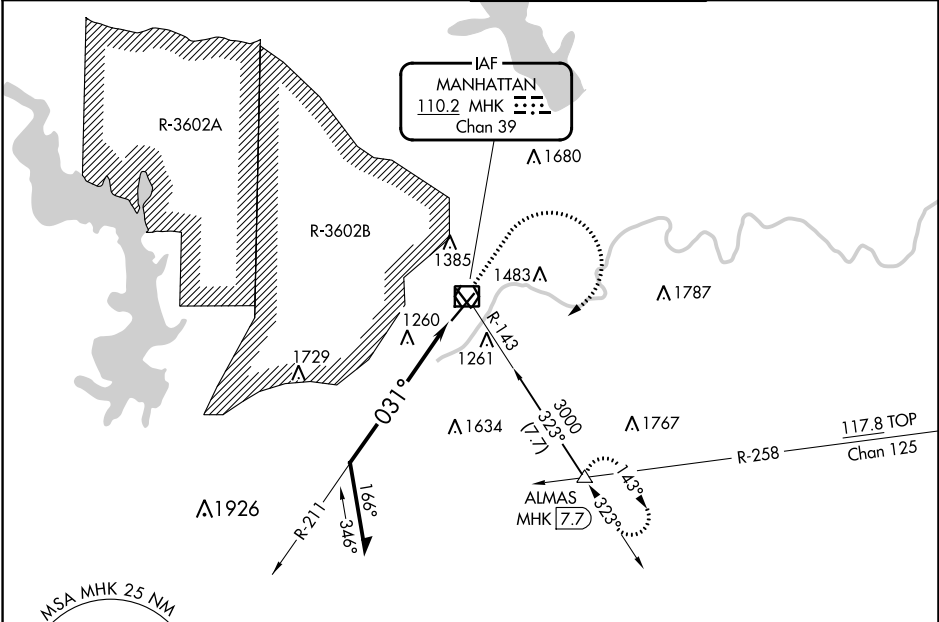 IAF
MANHATTAN
110.2 MHK
Chan 39
R-3602A
1680
R-3602B
1385
1483
1787
1260
R-143
1261
1729
031°
3000
323°
(7.7)
1634
1767
117.8 TOP
Chan 125
R-258
ALMAS
MHK 7.7
143°
323°
166°
346°
1926
R-211
MSA MHK 25 NM